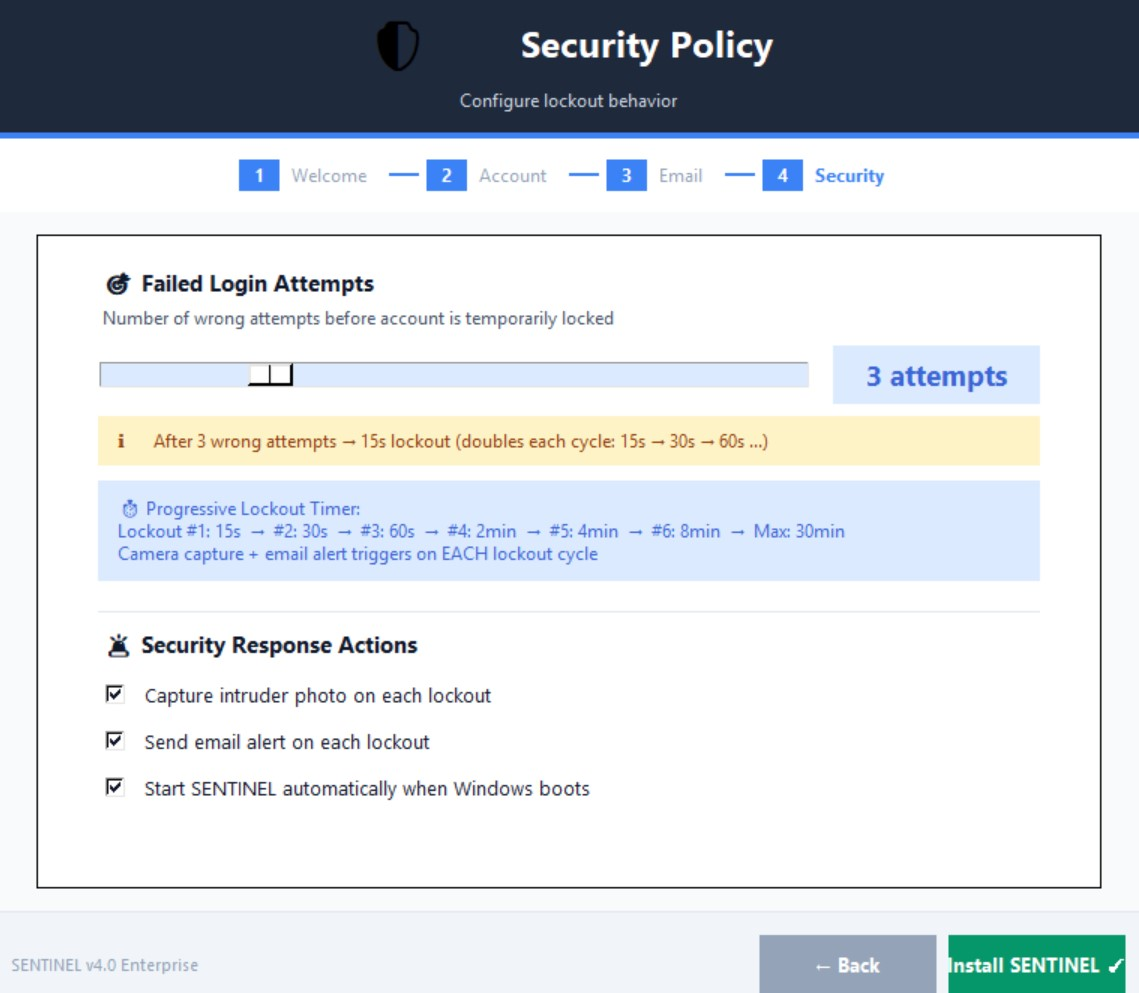 Security Policy
Configure lockout behavior
1 Welcome 2 Account 3 Email 4 Security
Failed Login Attempts
Number of wrong attempts before account is temporarily locked
3 attempts
i After 3 wrong attempts → 15s lockout (doubles each cycle: 15s → 30s → 60s ...)
Progressive Lockout Timer:
Lockout #1: 15s → #2: 30s → #3: 60s → #4: 2min → #5: 4min → #6: 8min → Max: 30min
Camera capture + email alert triggers on EACH lockout cycle
Security Response Actions
Capture intruder photo on each lockout
Send email alert on each lockout
Start SENTINEL automatically when Windows boots
SENTINEL v4.0 Enterprise
← Back
Install SENTINEL ✓